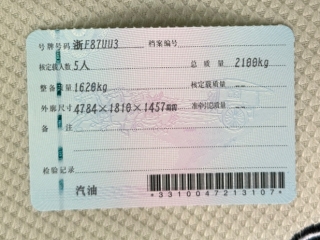 号牌号码 浙F87UU3 档案编号
核定载人数 5人 总质量 2100kg
整备质量 1620kg 核定载质量 --
外廓尺寸 4784×1810×1457mm 准牵引总质量 --
备注
检验记录
汽油
*3310047213107*